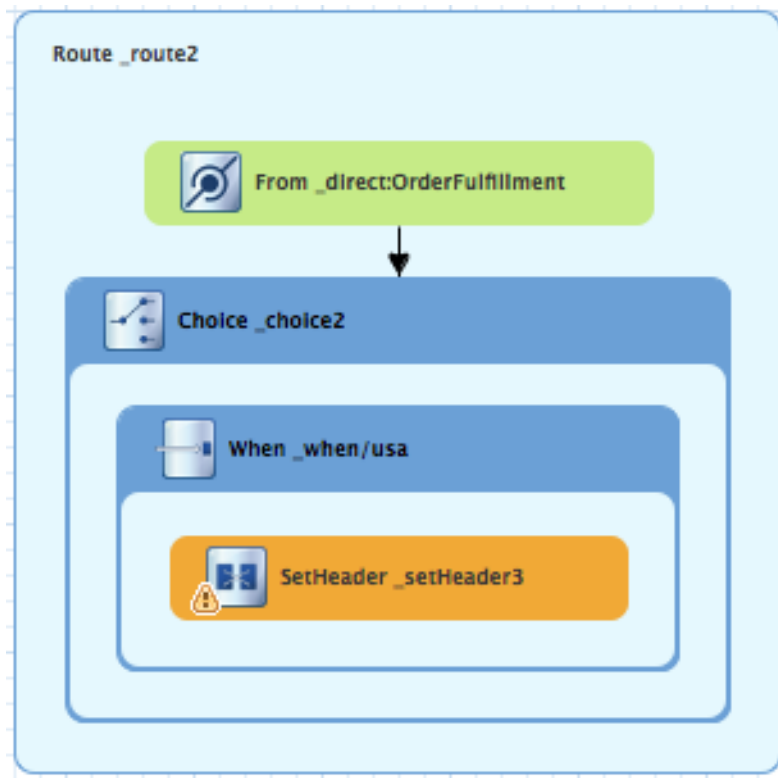 Route _route2
From _direct:OrderFulfillment
Choice _choice2
When _when/usa
SetHeader _setHeader3